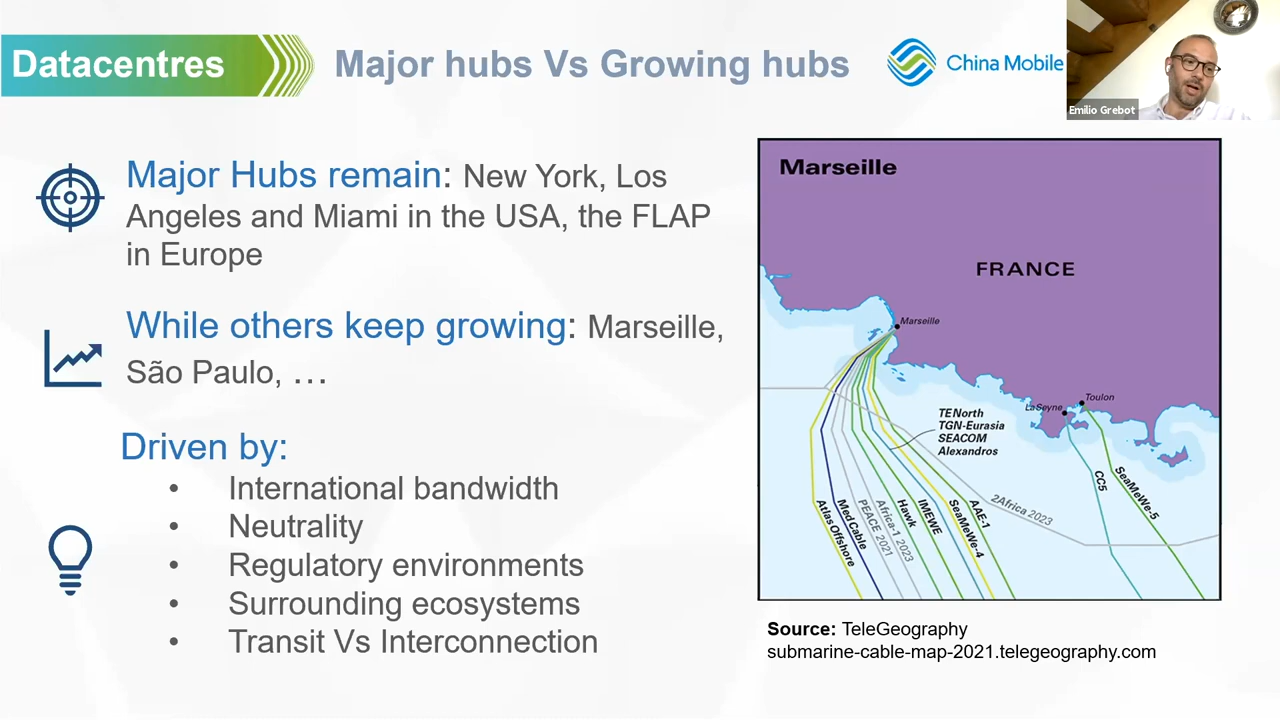 Datacentres
Major hubs Vs Growing hubs
China Mobile
Emilio Grebot
Major Hubs remain: New York, Los
Angeles and Miami in the USA, the FLAP
in Europe
While others keep growing: Marseille,
São Paulo, …
Driven by:
• International bandwidth
• Neutrality
• Regulatory environments
• Surrounding ecosystems
• Transit Vs Interconnection
Marseille
FRANCE
Marseille
La Seyne
Toulon
TE North
TGN-Eurasia
SEACOM
Alexandros
Atlas Offshore
Med Cable
PEACE 2021
Africa-1 2023
Hawk
IMEWE
SeaMeWe-4
AAE-1
2Africa 2023
CC5
SeaMeWe-5
Source: TeleGeography
submarine-cable-map-2021.telegeography.com